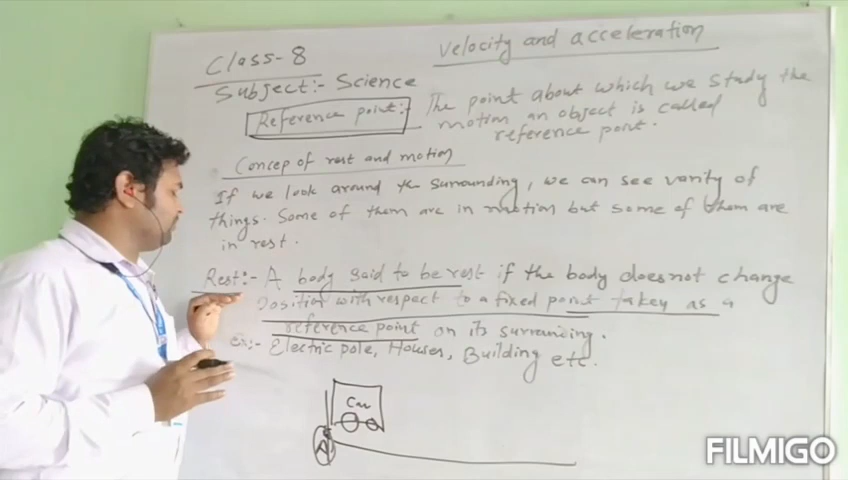 velocity and acceleration
Class-8
Subject:- Science
Reference point:- The point about which we study the
motion an object is called
reference point.
Concep of rest and motion
If we look around the surrounding, we can see varity of
things. Some of them are in motion but some of them are
in rest.
Rest:- A body said to be rest if the body doesnot change
Position with respect to a fixed point takey as a
reference point on its surranding.
Ex:- Electric pole, Houses, Building etc.
Car
A
FILMIGO